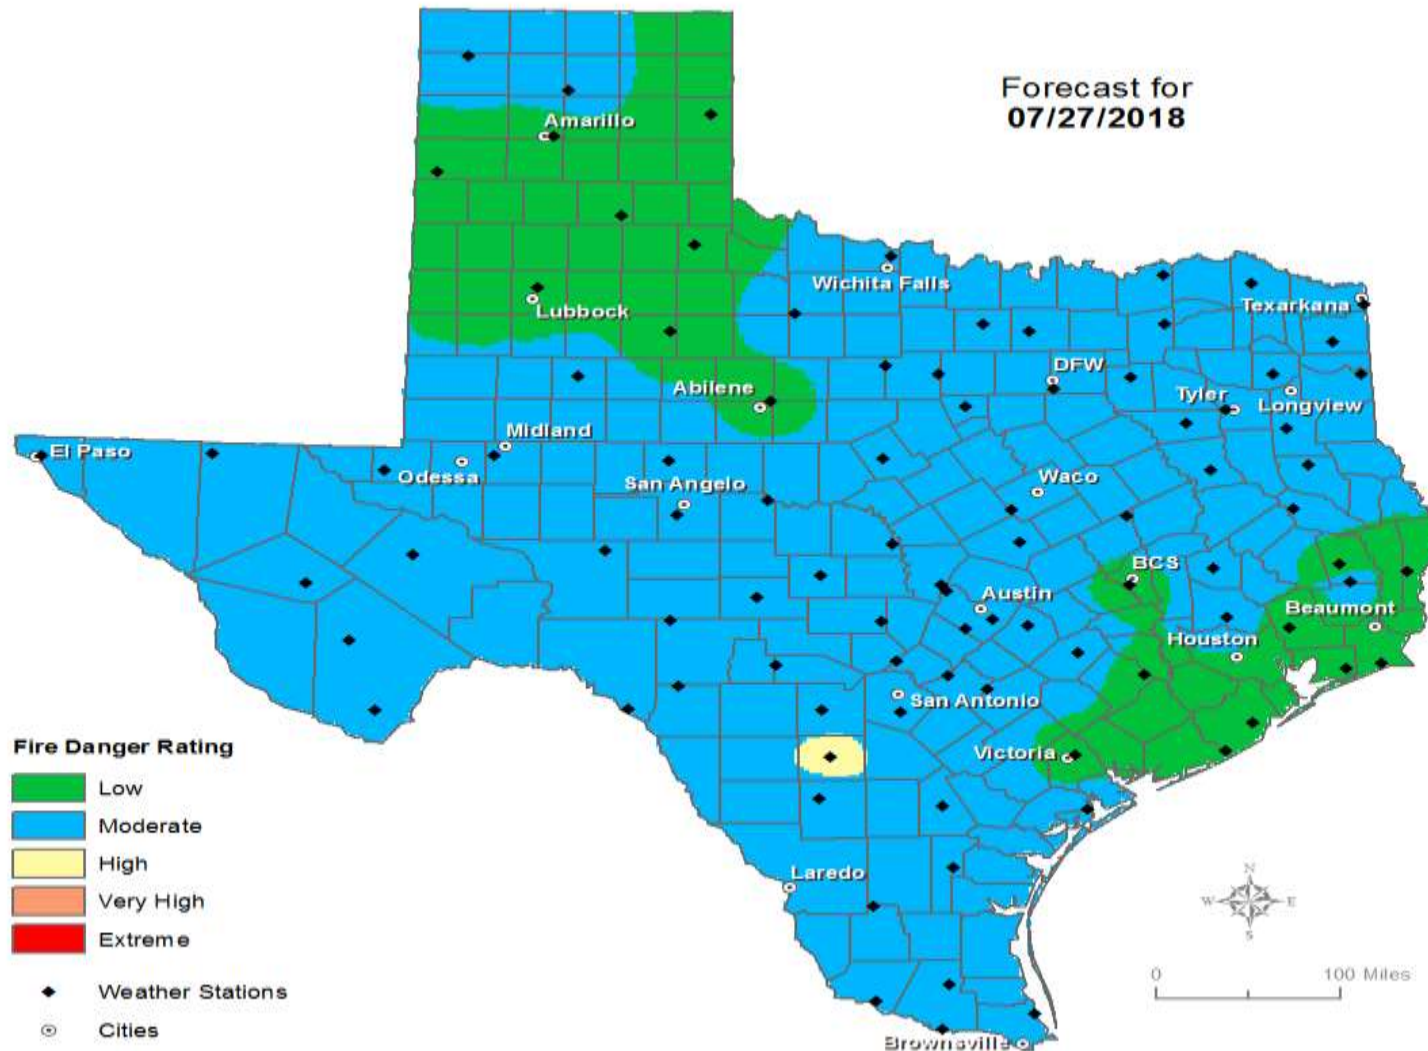 Forecast for
07/27/2018
Amarillo
Wichita Falls
Lubbock
Texarkana
DFW
Abilene
Tyler
Longview
Midland
El Paso
Odessa
San Angelo
Waco
BCS
Austin
Beaumont
Houston
San Antonio
Victoria
Laredo
Brownsville
Fire Danger Rating
Low
Moderate
High
Very High
Extreme
Weather Stations
Cities
N
W E
S
0 100 Miles